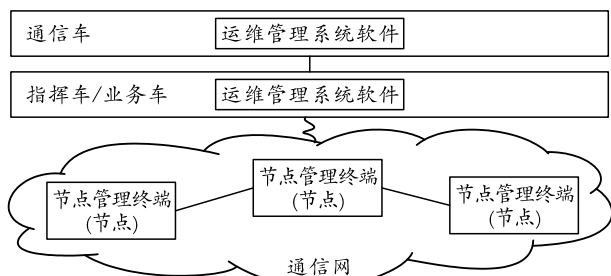 通信车 运维管理系统软件
指挥车/业务车 运维管理系统软件
节点管理终端
(节点)
节点管理终端
(节点)
节点管理终端
(节点)
通信网